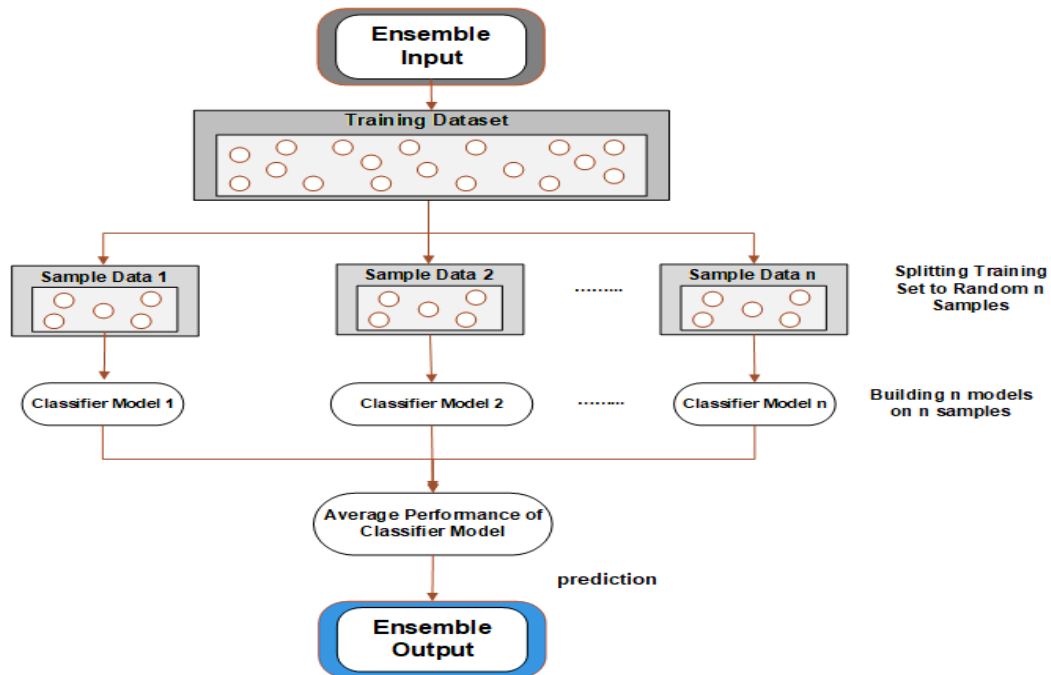 Ensemble
Input
Training Dataset
Sample Data 1
Sample Data 2
.........
Sample Data n
Splitting Training
Set to Random n
Samples
Classifier Model 1
Classifier Model 2
.........
Classifier Model n
Building n models
on n samples
Average Performance of
Classifier Model
prediction
Ensemble
Output